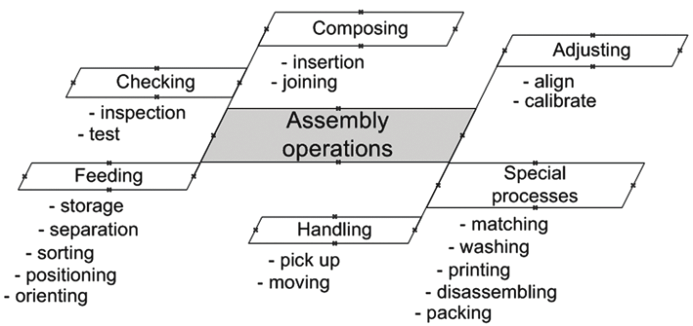 Composing
- insertion
- joining
Adjusting
- align
- calibrate
Checking
- inspection
- test
Assembly
operations
Feeding
- storage
- separation
- sorting
- positioning
- orienting
Handling
- pick up
- moving
Special
processes
- matching
- washing
- printing
- disassembling
- packing